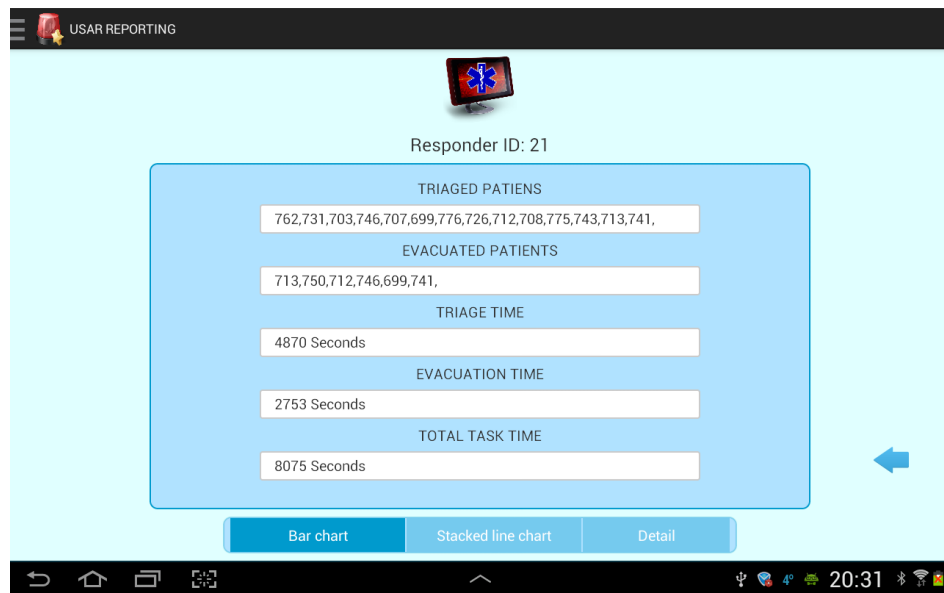 USAR REPORTING
Responder ID: 21
TRIAGED PATIENS
762,731,703,746,707,699,776,726,712,708,775,743,713,741,
EVACUATED PATIENTS
713,750,712,746,699,741,
TRIAGE TIME
4870 Seconds
EVACUATION TIME
2753 Seconds
TOTAL TASK TIME
8075 Seconds
Bar chart Stacked line chart Detail
4° 20:31